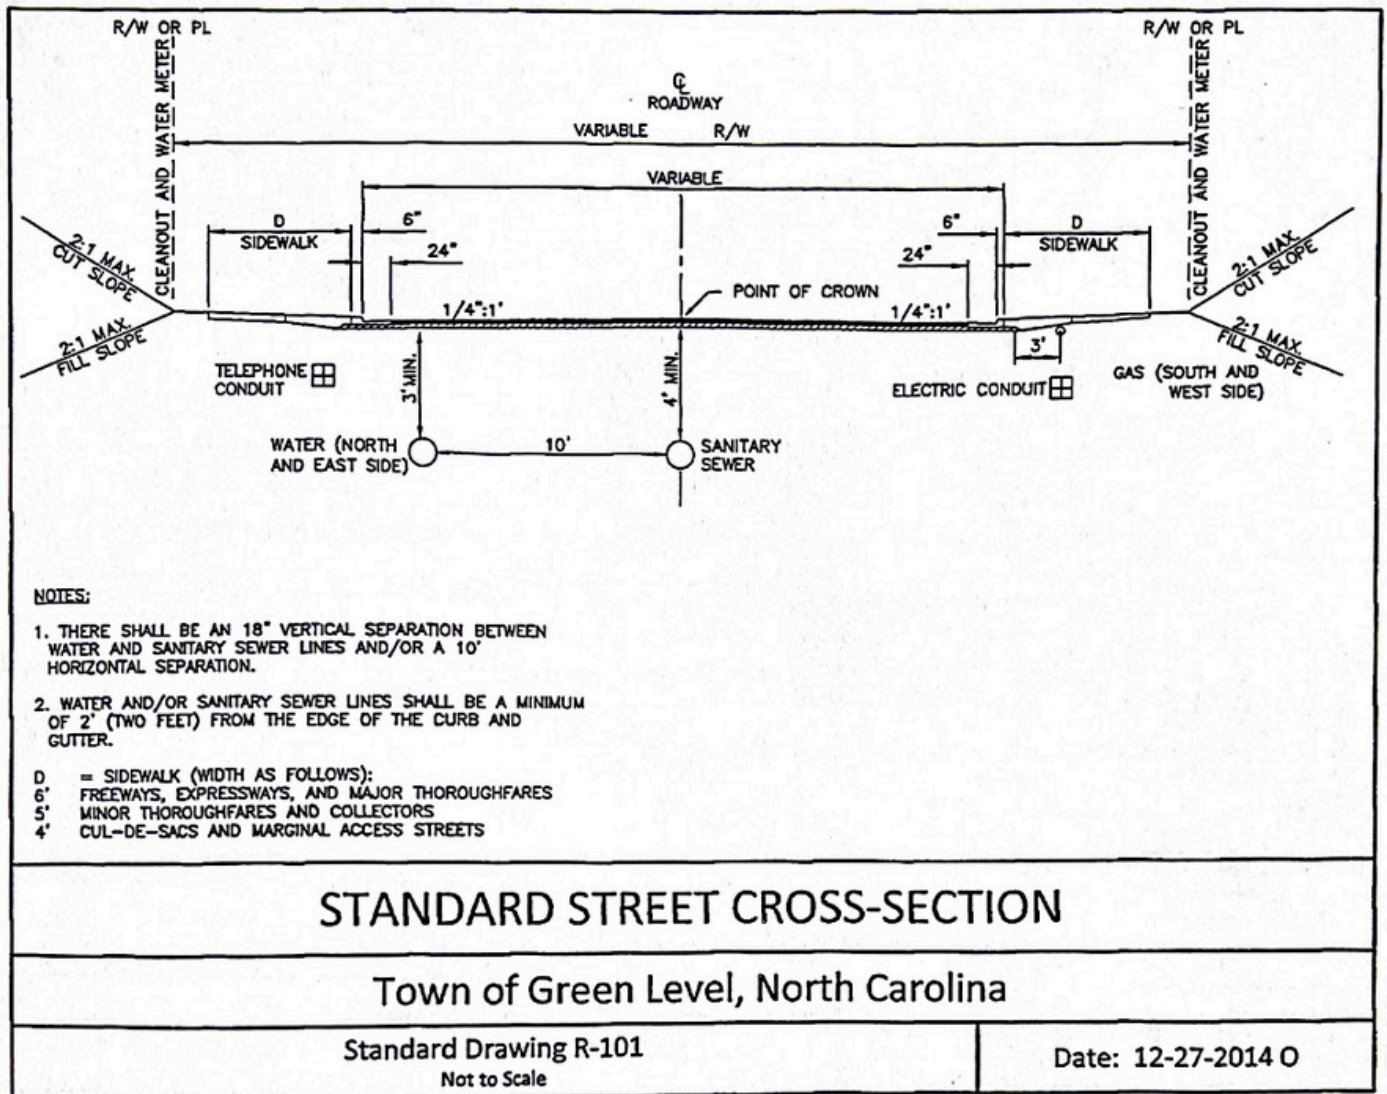 R/W OR PL
R/W OR PL
CLEANOUT AND WATER METER
CLEANOUT AND WATER METER
℄
ROADWAY
VARIABLE R/W
VARIABLE
D
SIDEWALK
6"
24"
6"
24"
D
SIDEWALK
2:1 MAX.
CUT SLOPE
2:1 MAX.
FILL SLOPE
2:1 MAX.
CUT SLOPE
2:1 MAX.
FILL SLOPE
1/4":1'
POINT OF CROWN
1/4":1'
TELEPHONE
CONDUIT
3' MIN.
4' MIN.
3'
ELECTRIC CONDUIT
GAS (SOUTH AND
WEST SIDE)
WATER (NORTH
AND EAST SIDE)
10'
SANITARY
SEWER
NOTES:
1. THERE SHALL BE AN 18" VERTICAL SEPARATION BETWEEN
WATER AND SANITARY SEWER LINES AND/OR A 10'
HORIZONTAL SEPARATION.
2. WATER AND/OR SANITARY SEWER LINES SHALL BE A MINIMUM
OF 2' (TWO FEET) FROM THE EDGE OF THE CURB AND
GUTTER.
D = SIDEWALK (WIDTH AS FOLLOWS):
6' FREEWAYS, EXPRESSWAYS, AND MAJOR THOROUGHFARES
5' MINOR THOROUGHFARES AND COLLECTORS
4' CUL-DE-SACS AND MARGINAL ACCESS STREETS
STANDARD STREET CROSS-SECTION
Town of Green Level, North Carolina
Standard Drawing R-101
Not to Scale
Date: 12-27-2014 O